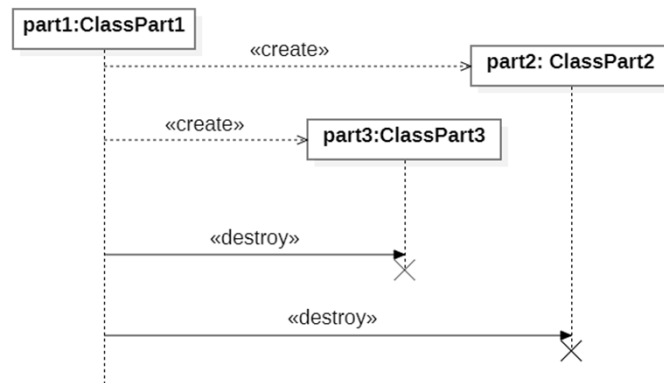 part1:ClassPart1
«create»
part2: ClassPart2
«create»
part3:ClassPart3
«destroy»
«destroy»